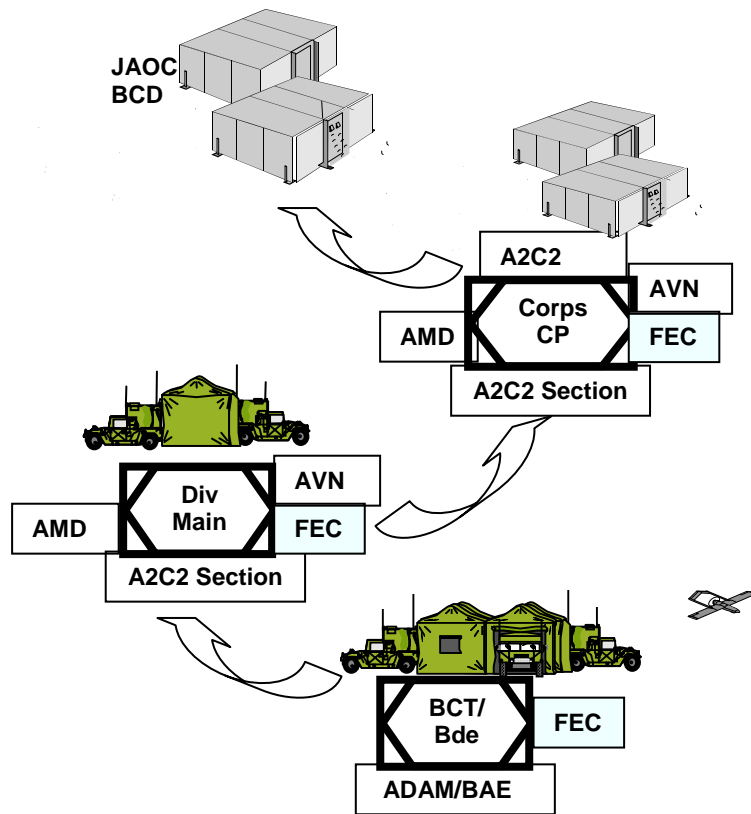 JAOC
BCD
A2C2
AVN
Corps
CP
AMD
FEC
A2C2 Section
AVN
Div
Main
AMD
FEC
A2C2 Section
BCT/
Bde
FEC
ADAM/BAE